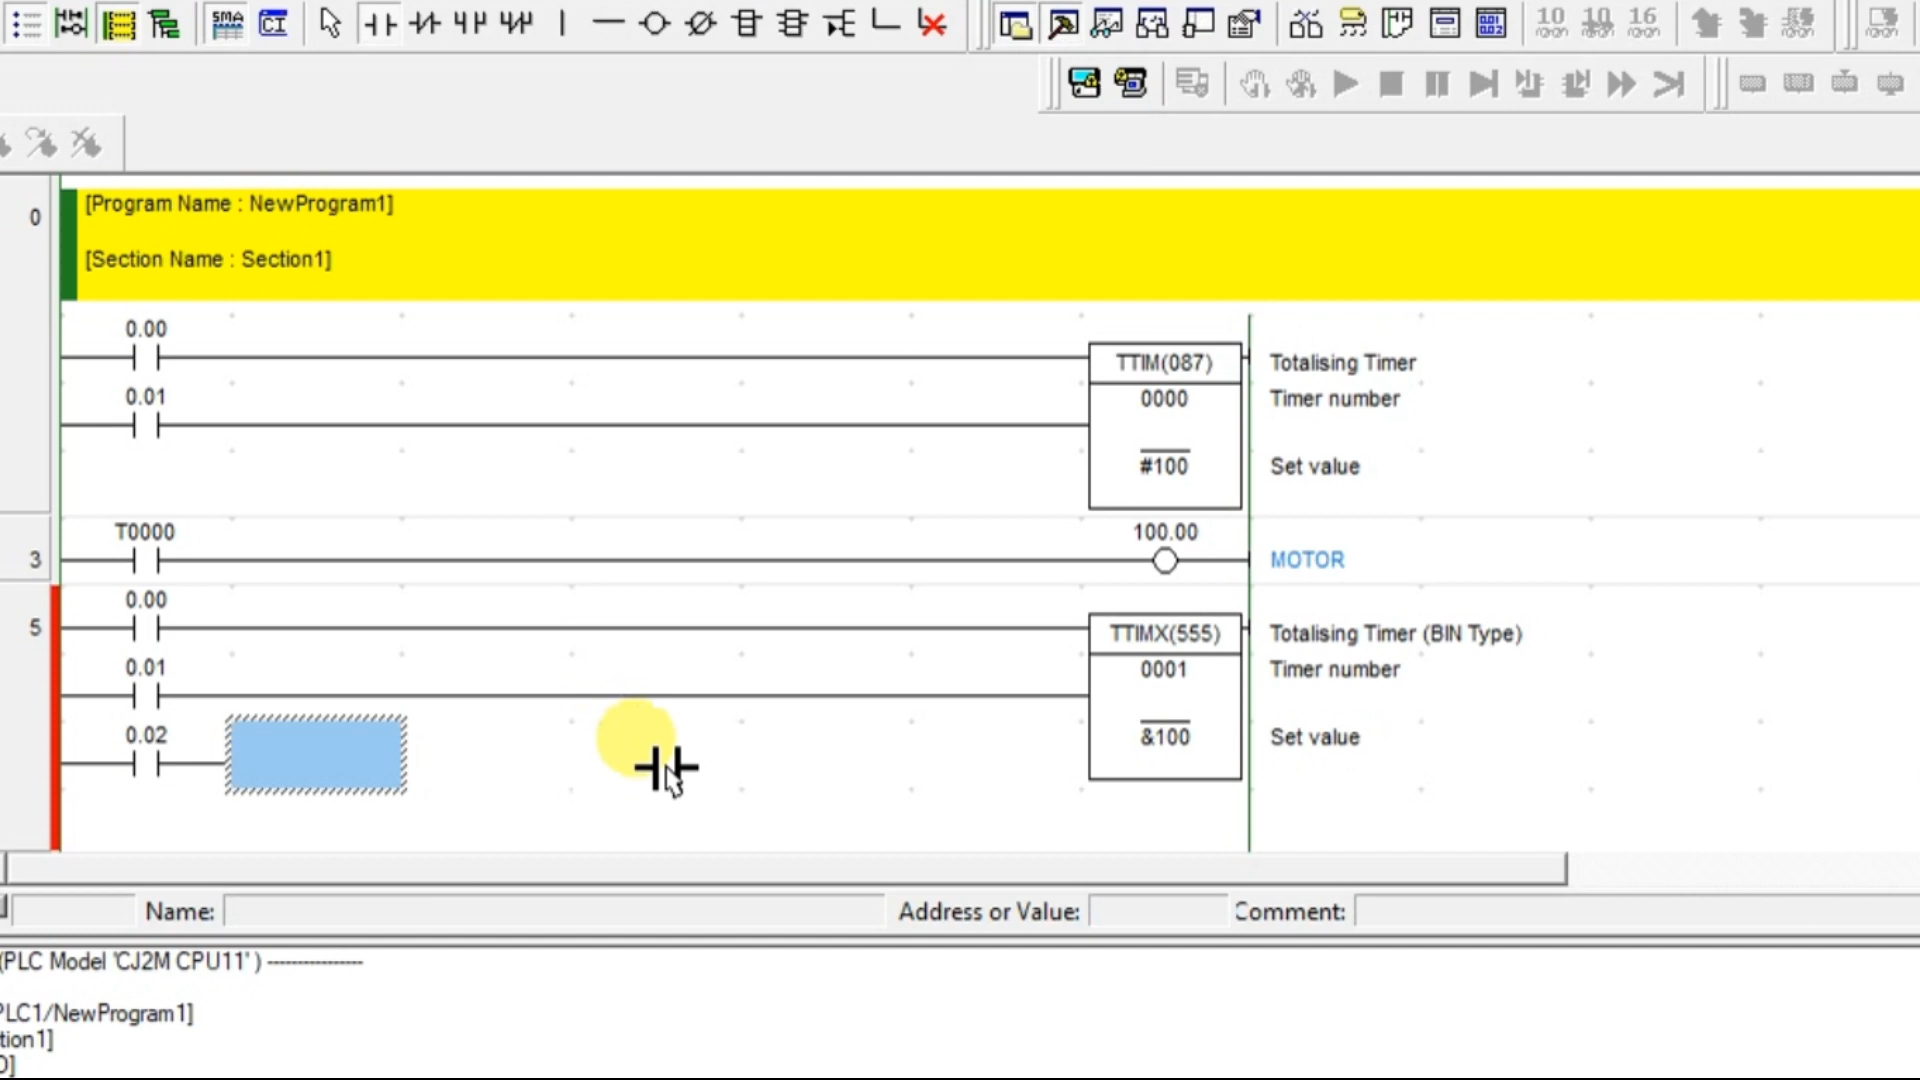 SMA CI 10 10 16
[Program Name : NewProgram1]
0
[Section Name : Section1]
0.00
TTIM(087) Totalising Timer
0.01
0000 Timer number
#100 Set value
T0000 100.00
3 MOTOR
0.00
5 TTIMX(555) Totalising Timer (BIN Type)
0.01 0001 Timer number
0.02 &100 Set value
Name: Address or Value: Comment:
(PLC Model 'CJ2M CPU11' ) ----------------
PLC1/NewProgram1]
tion1]
0]